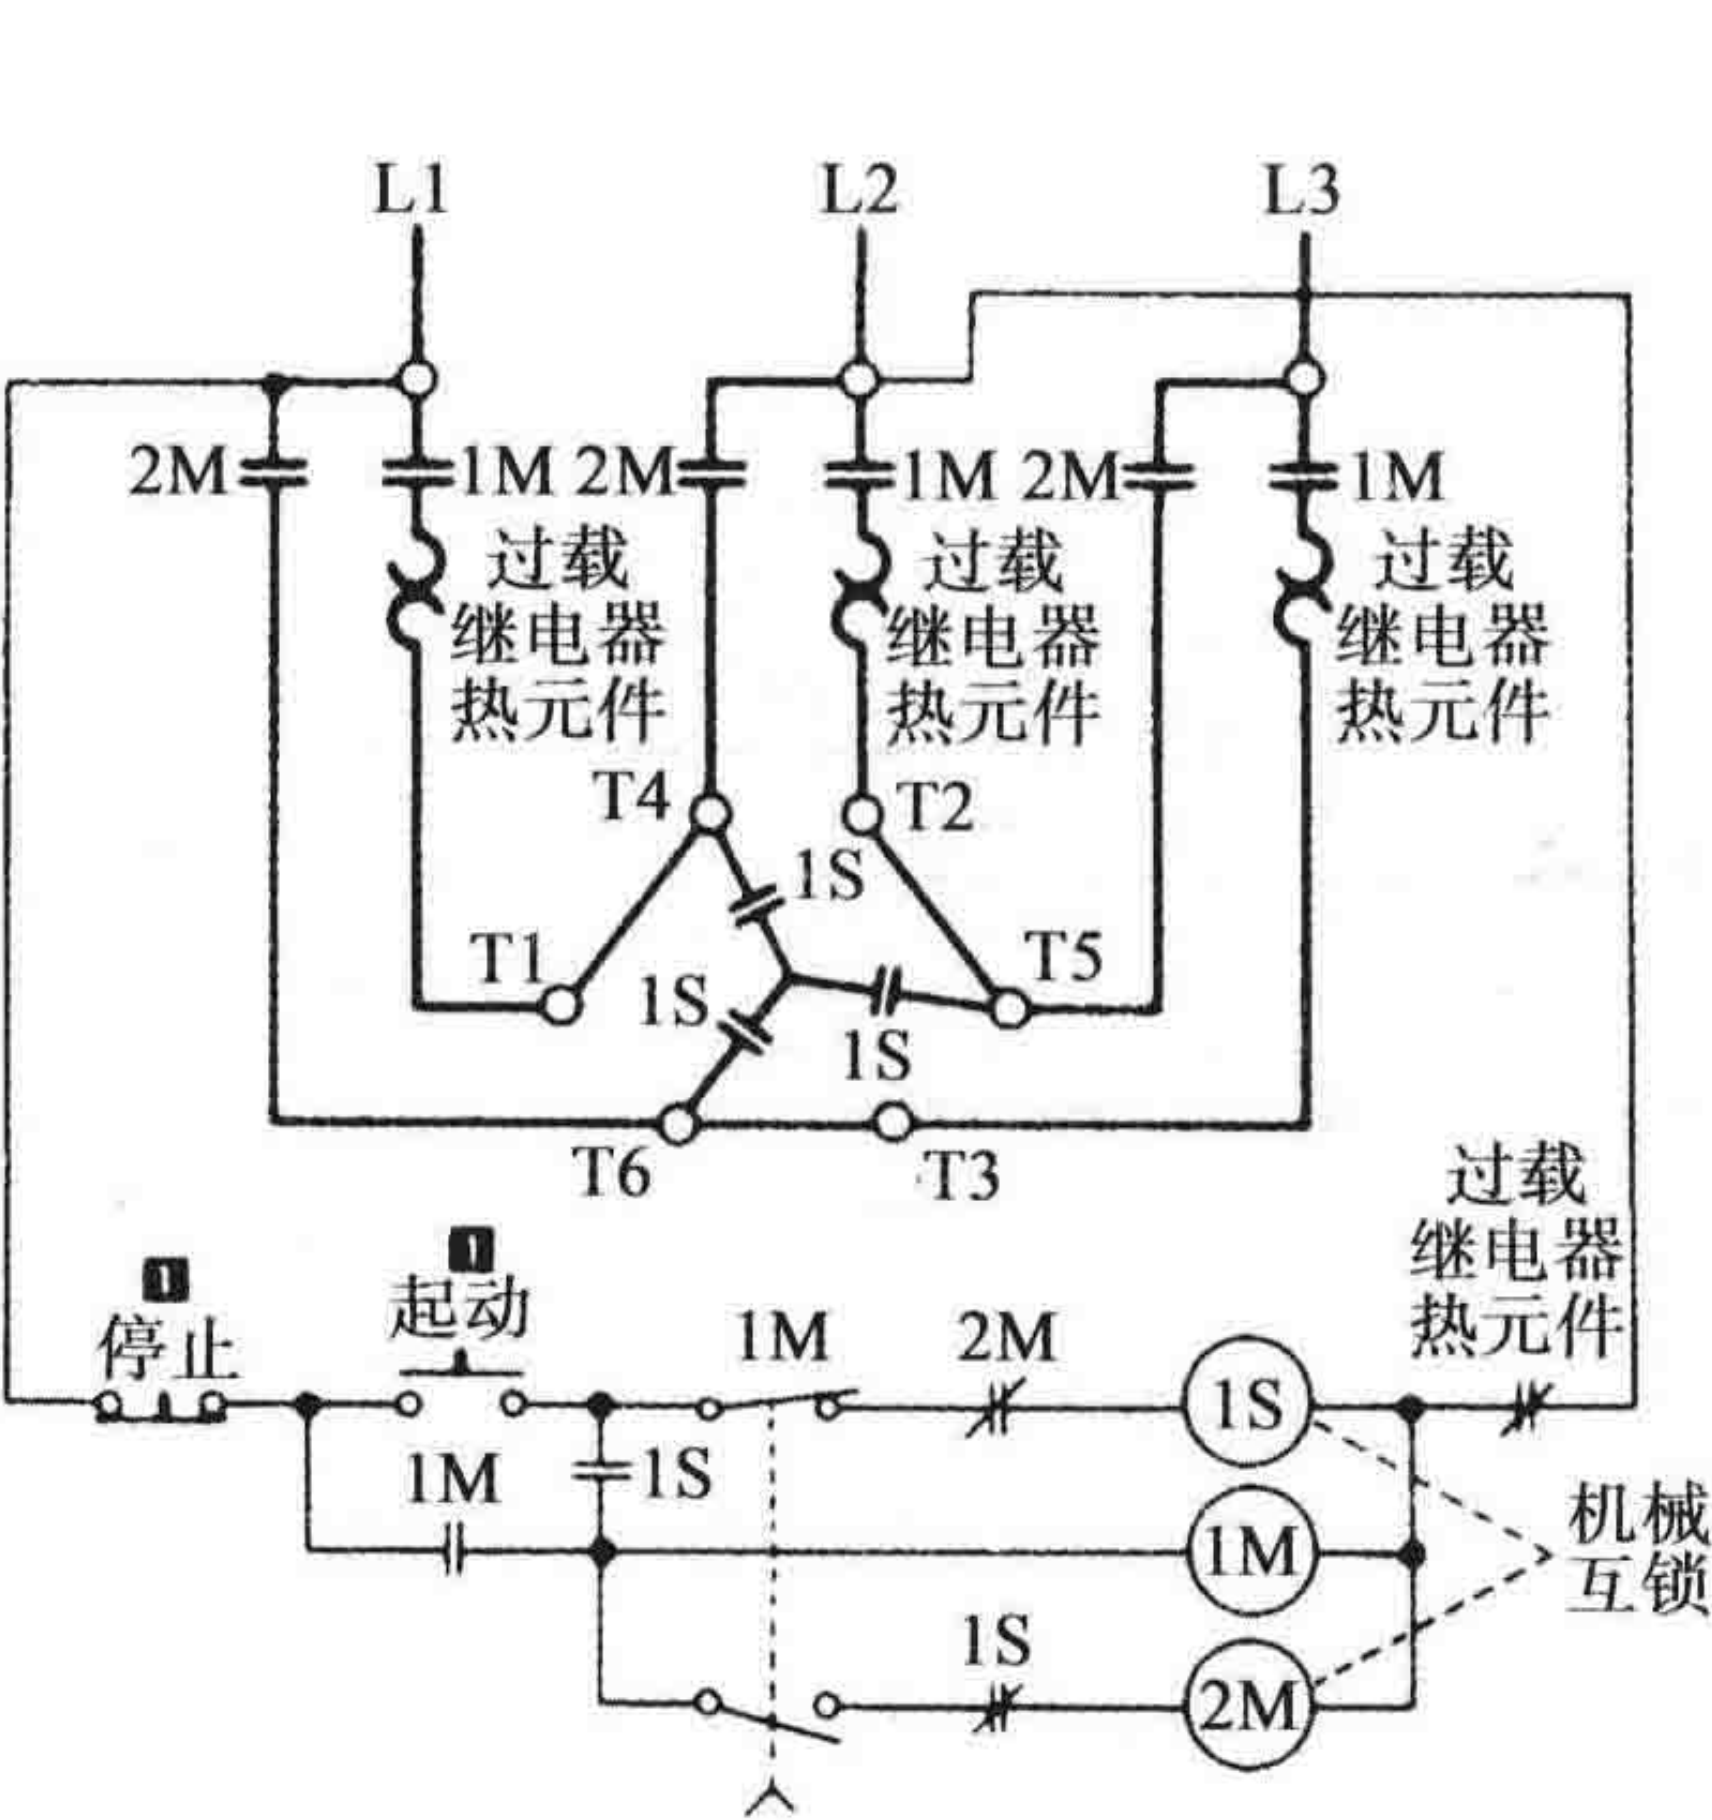 L1 L2 L3
2M 1M 2M 1M 2M 1M
过载
继电器
热元件
过载
继电器
热元件
过载
继电器
热元件
T4 T2
1S
T1 T5
1S
1S
T6 T3
过载
继电器
热元件
1
停止
1
起动
1M 2M
1S
1M 1S
1M
机械
互锁
1S
2M